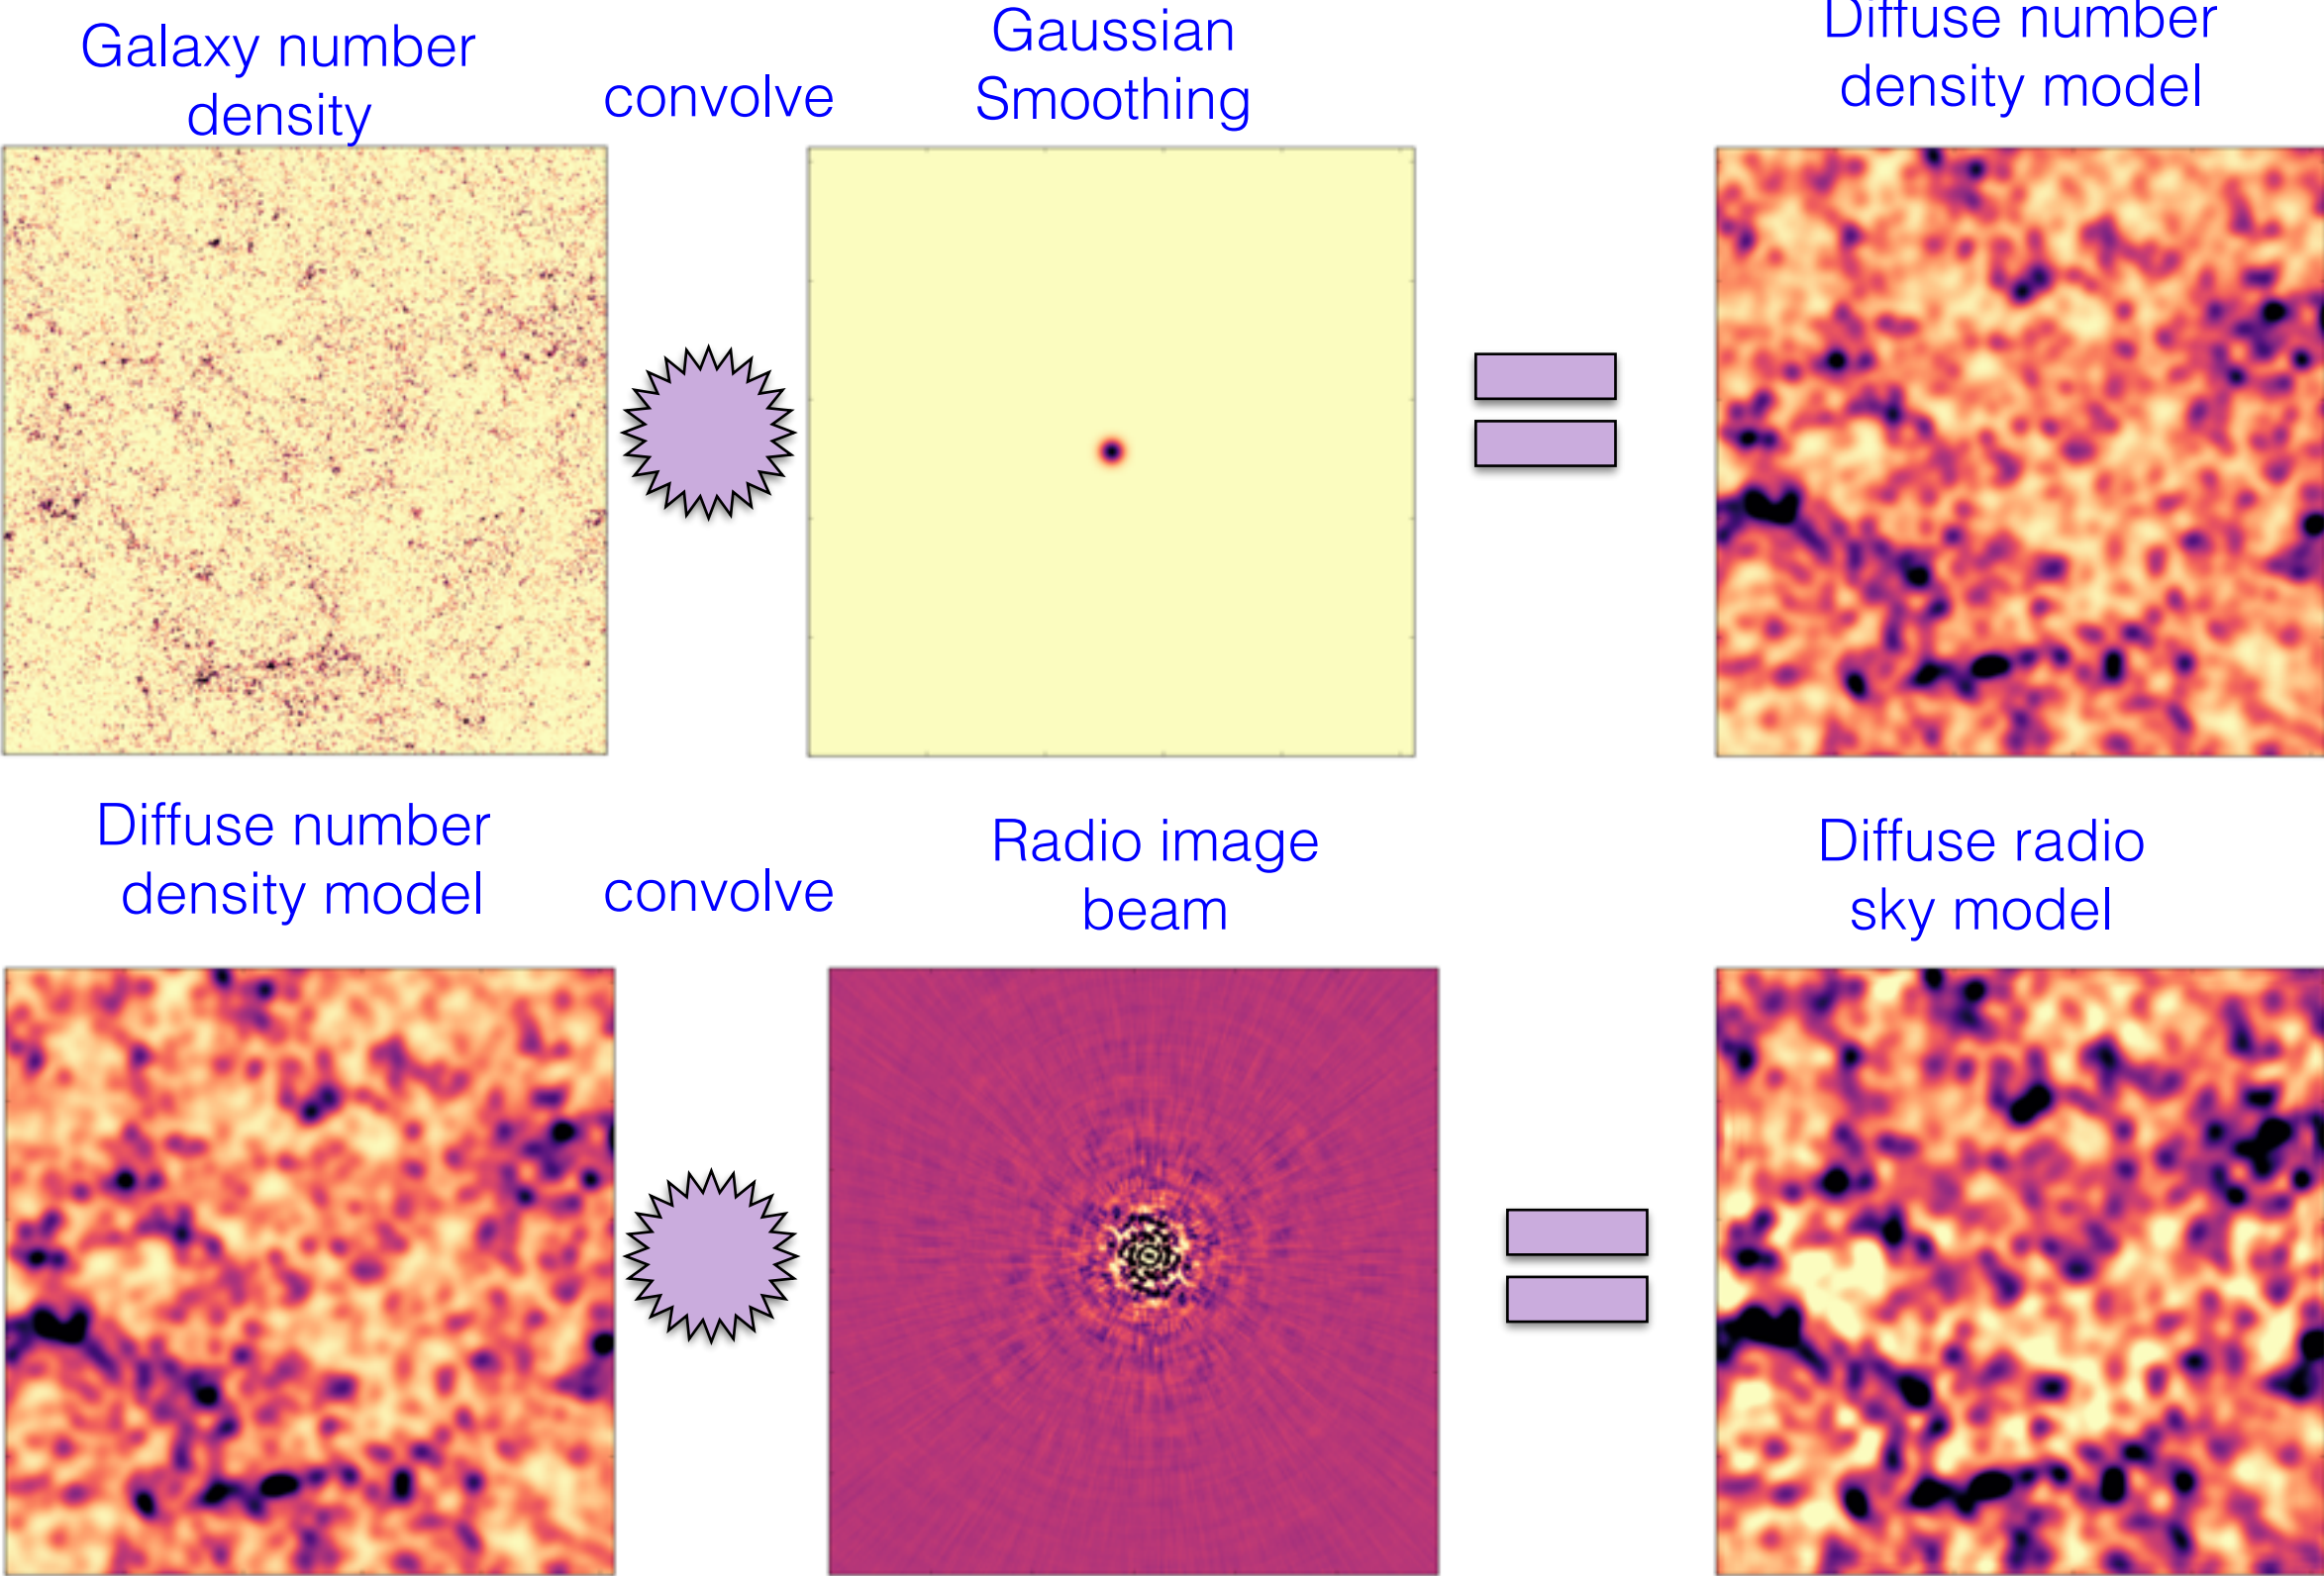 Galaxy number
density
convolve
Gaussian
Smoothing
Diffuse number
density model
Diffuse number
density model
convolve
Radio image
beam
Diffuse radio
sky model